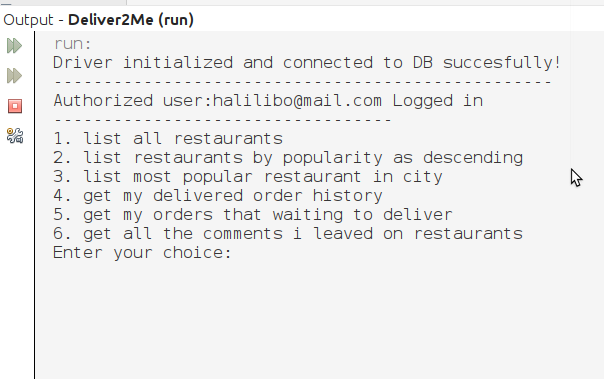 Output - Deliver2Me (run)
run:
Driver initialized and connected to DB succesfully!
--------------------------------------------------
Authorized user:halilibo@mail.com Logged in
----------------------------------
1. list all restaurants
2. list restaurants by popularity as descending
3. list most popular restaurant in city
4. get my delivered order history
5. get my orders that waiting to deliver
6. get all the comments i leaved on restaurants
Enter your choice: